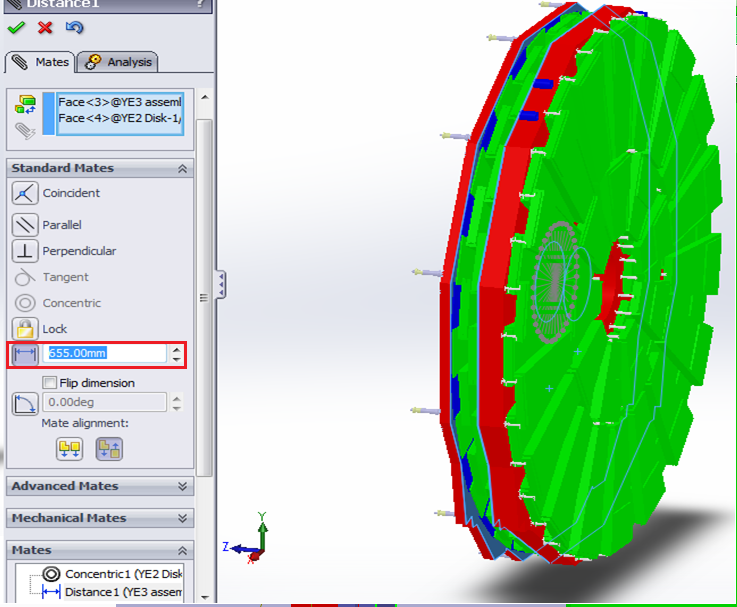 Distance1 ?
Mates Analysis
Face<3>@YE3 assembl
Face<4>@YE2 Disk-1/
Standard Mates
Coincident
Parallel
Perpendicular
Tangent
Concentric
Lock
655.00mm
Flip dimension
0.00deg
Mate alignment:
Advanced Mates
Mechanical Mates
Mates
Concentric1 (YE2 Disk
Distance1 (YE3 assem
Y
Z
X